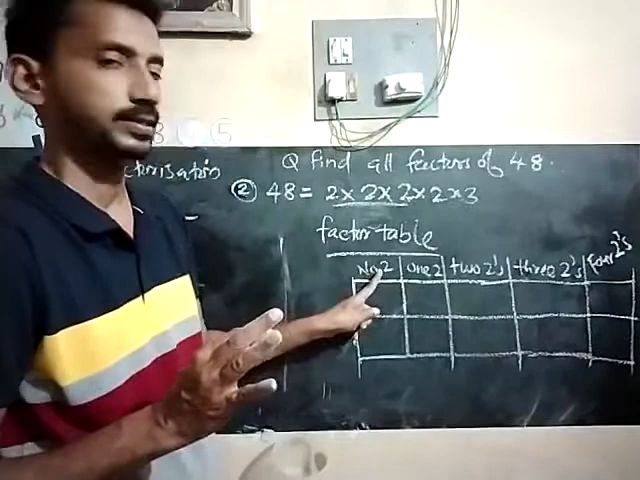 Q find all factors of 48.
② 48 = 2×2×2×2×3
factor table
No 2 one 2 two 2's three 2's four 2's